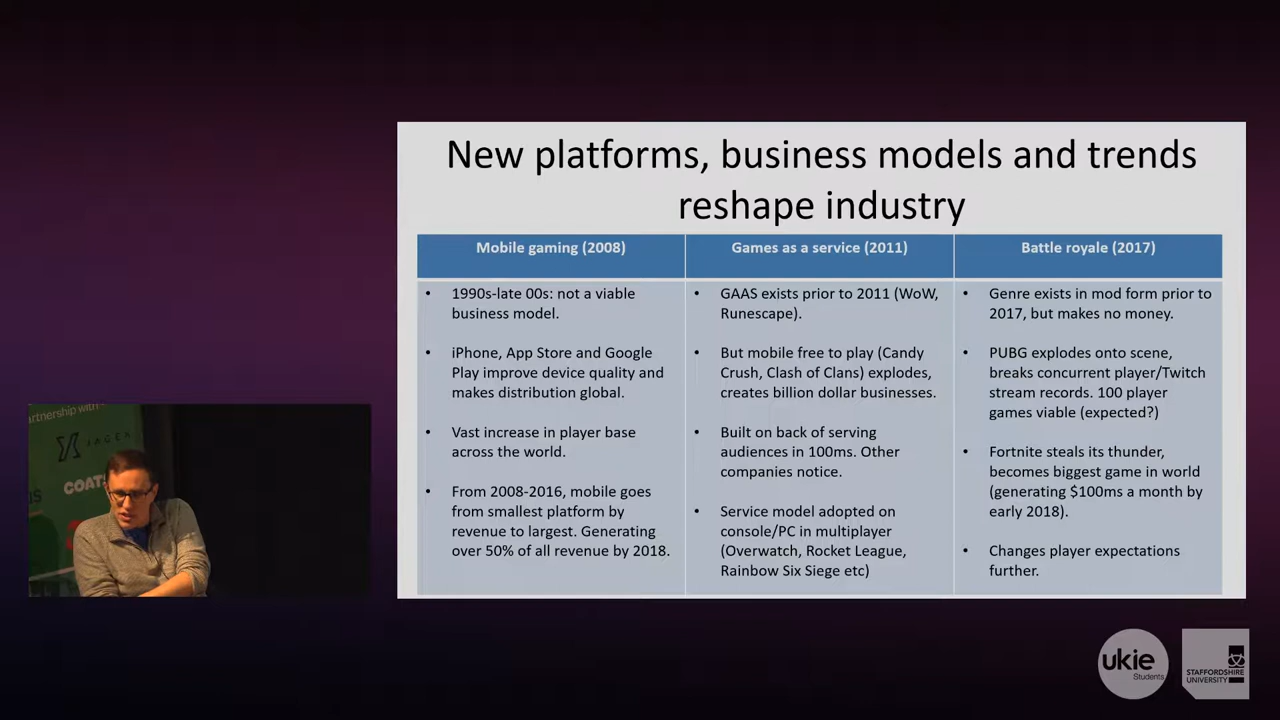 New platforms, business models and trends
reshape industry
Mobile gaming (2008)
• 1990s-late 00s: not a viable
business model.
• iPhone, App Store and Google
Play improve device quality and
makes distribution global.
• Vast increase in player base
across the world.
• From 2008-2016, mobile goes
from smallest platform by
revenue to largest. Generating
over 50% of all revenue by 2018.
Games as a service (2011)
• GAAS exists prior to 2011 (WoW,
Runescape).
• But mobile free to play (Candy
Crush, Clash of Clans) explodes,
creates billion dollar businesses.
• Built on back of serving
audiences in 100ms. Other
companies notice.
• Service model adopted on
console/PC in multiplayer
(Overwatch, Rocket League,
Rainbow Six Siege etc)
Battle royale (2017)
• Genre exists in mod form prior to
2017, but makes no money.
• PUBG explodes onto scene,
breaks concurrent player/Twitch
stream records. 100 player
games viable (expected?)
• Fortnite steals its thunder,
becomes biggest game in world
(generating $100ms a month by
early 2018).
• Changes player expectations
further.
partnership with
JAGEX
COATS
ukie
Students
STAFFORDSHIRE
UNIVERSITY